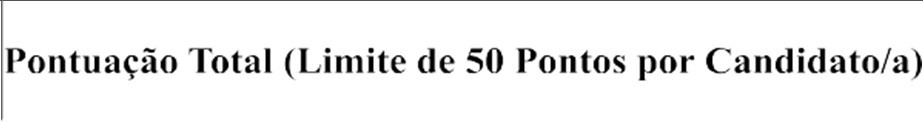 Pontuação Total (Limite de 50 Pontos por Candidato/a)